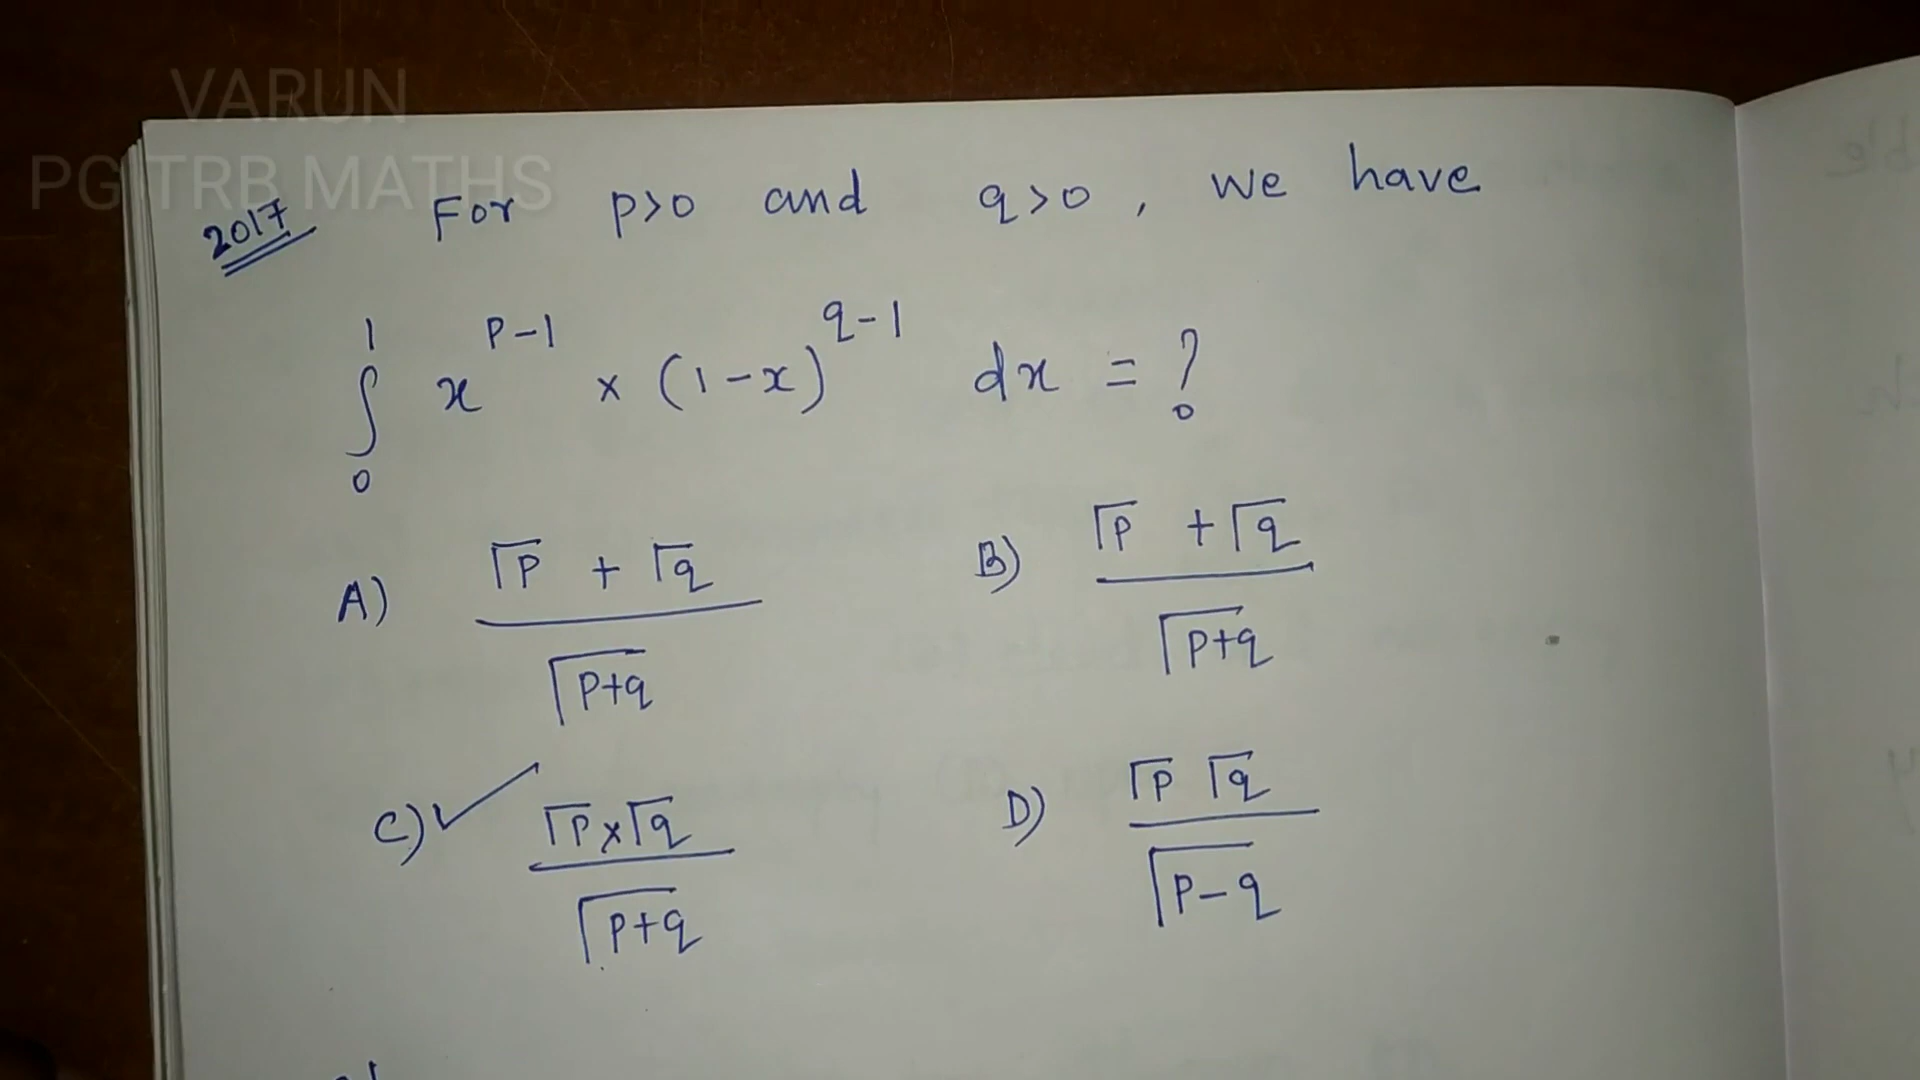 VARUN
PG TRB MATHS
2017 For p>0 and q>0, we have
∫₀¹ x^(p-1) × (1-x)^(q-1) dx = ?
A) (Γp + Γq) / Γ(p+q) B) (Γp + Γq) / Γ(p+q)
C) ✓ (Γp × Γq) / Γ(p+q) D) (Γp Γq) / Γ(p-q)